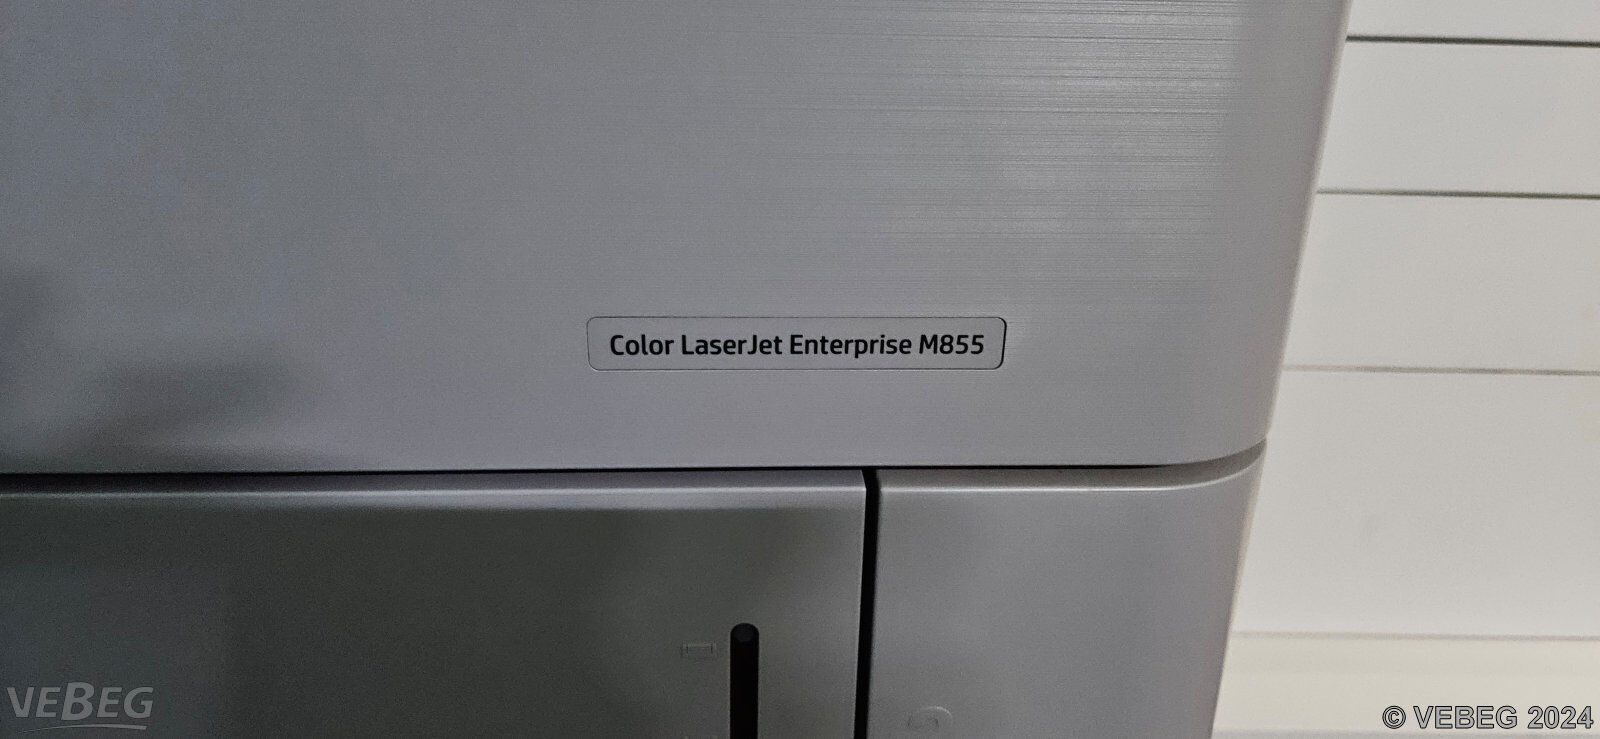 Color LaserJet Enterprise M855
VEBEG
© VEBEG 2024